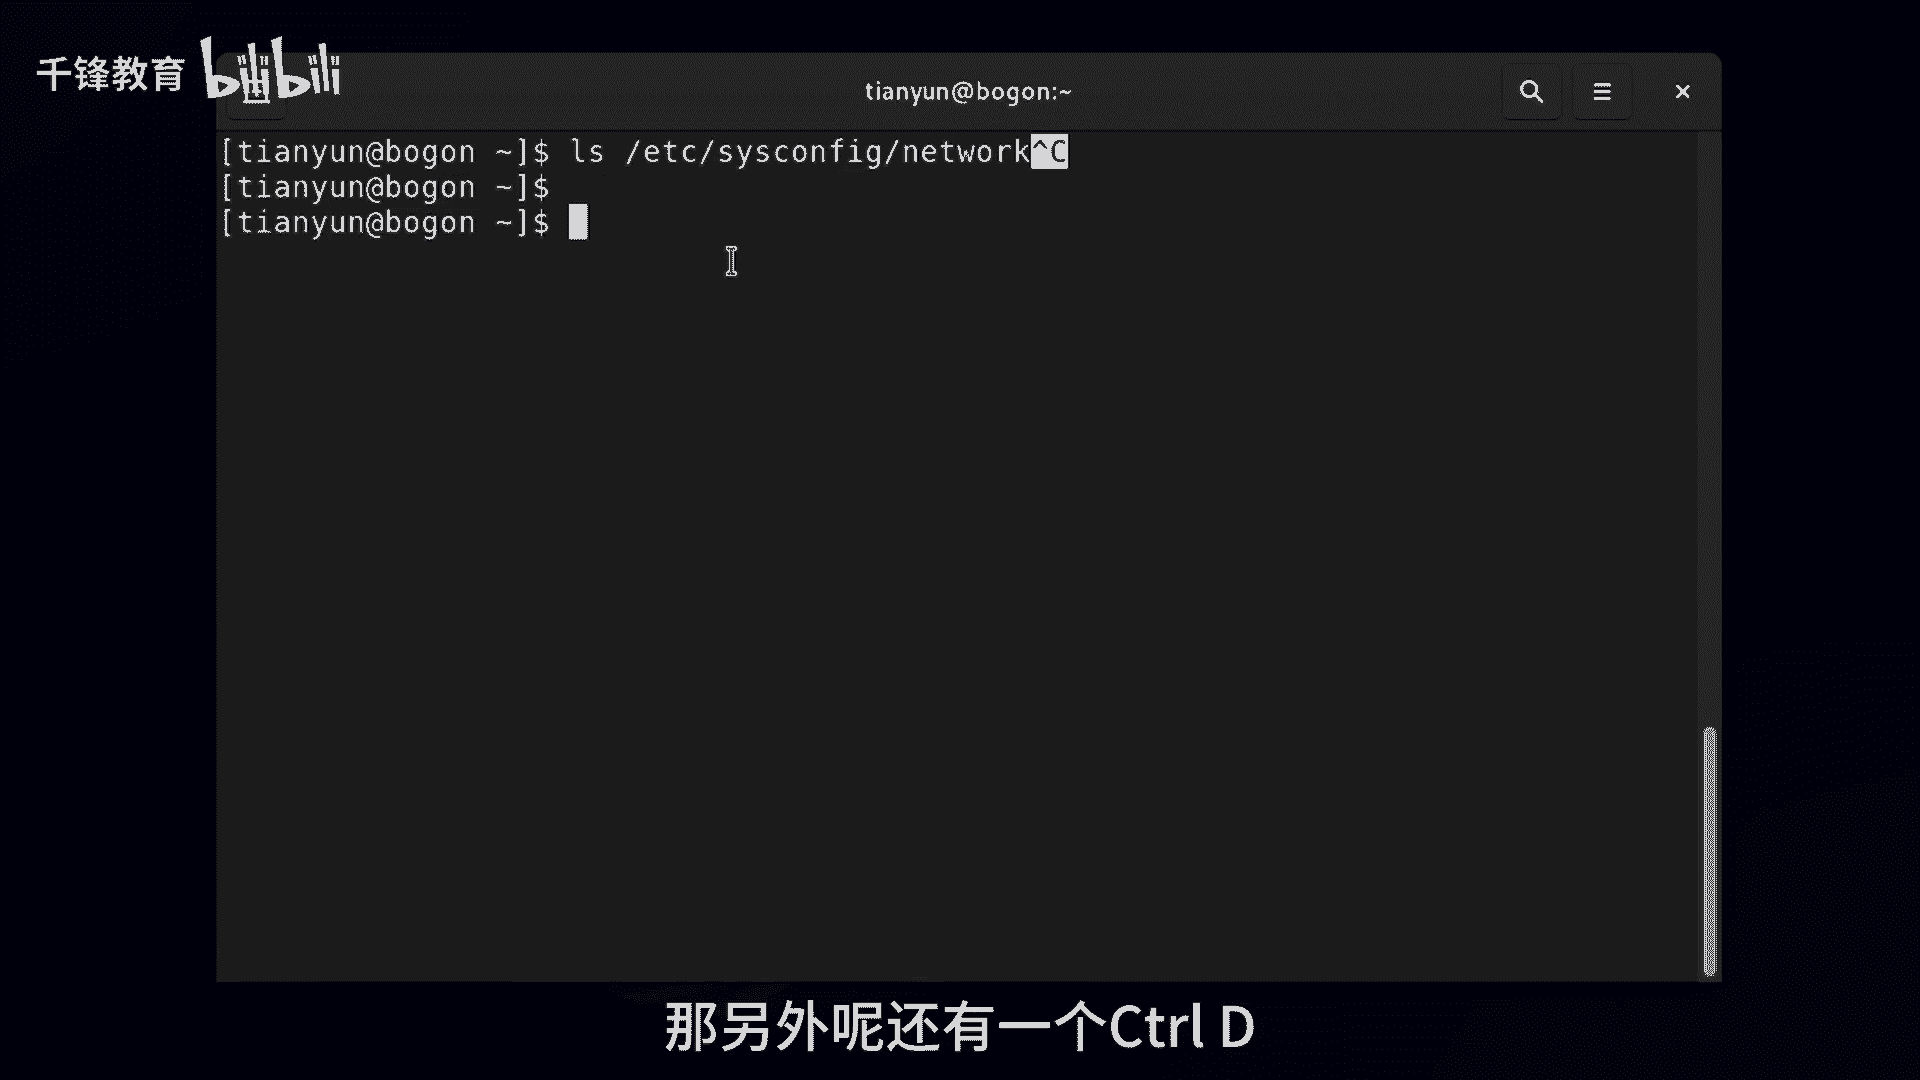 千锋教育 bilibili
tianyun@bogon:~
[tianyun@bogon ~]$ ls /etc/sysconfig/network^C
[tianyun@bogon ~]$
[tianyun@bogon ~]$
那另外呢还有一个Ctrl D